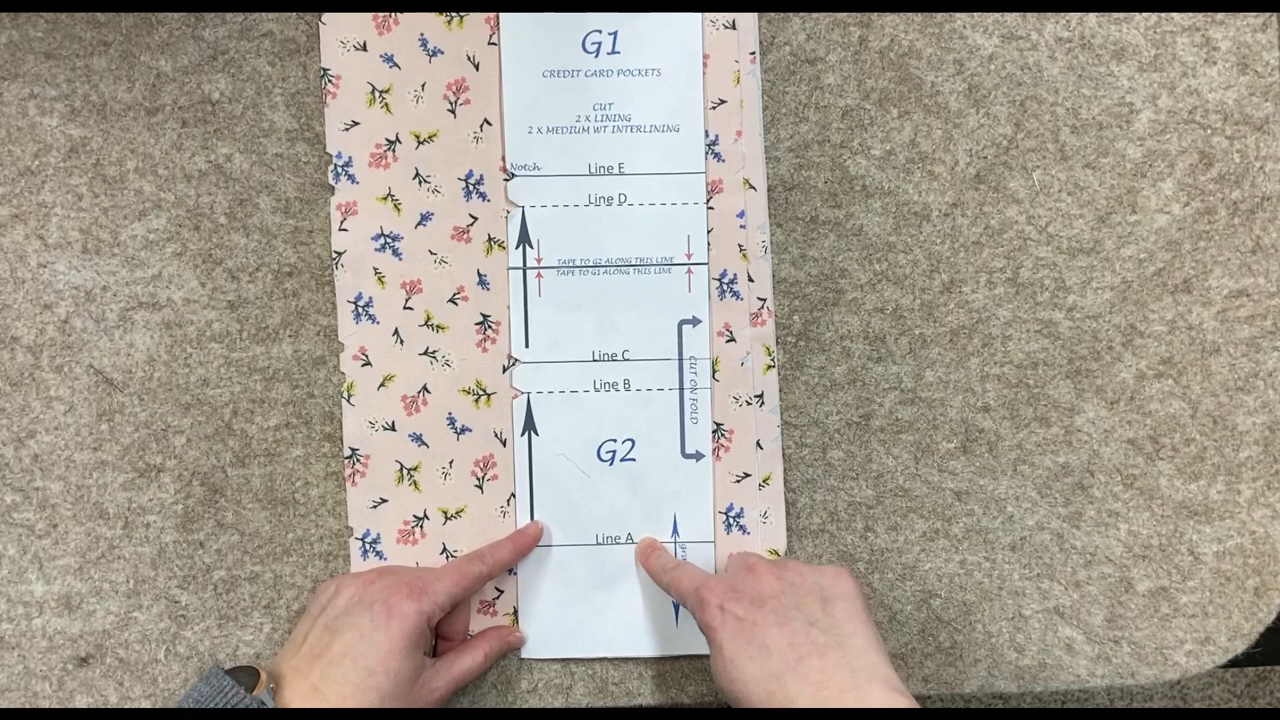 G1
CREDIT CARD POCKETS
CUT
2 X LINING
2 X MEDIUM WT INTERLINING
Notch
Line E
Line D
TAPE TO G2 ALONG THIS LINE
TAPE TO G1 ALONG THIS LINE
Line C
CUT ON FOLD
Line B
G2
Line A